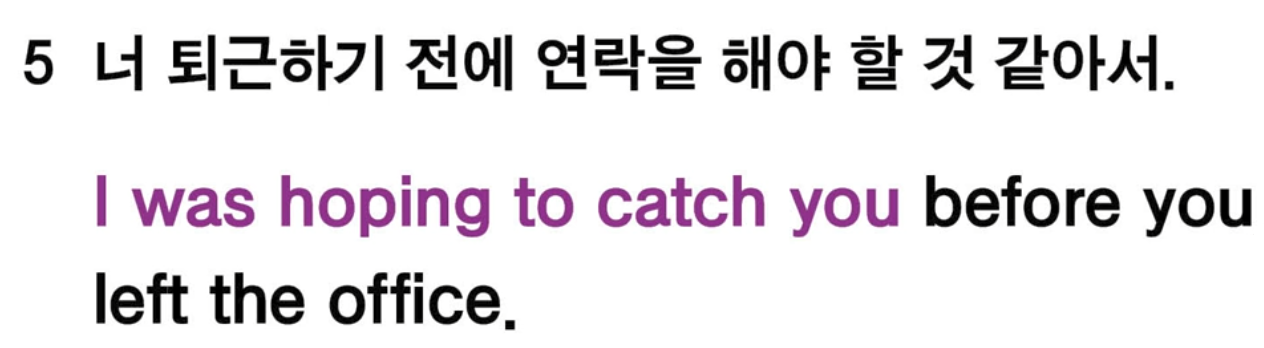 5 너 퇴근하기 전에 연락을 해야 할 것 같아서.
I was hoping to catch you before you
left the office.